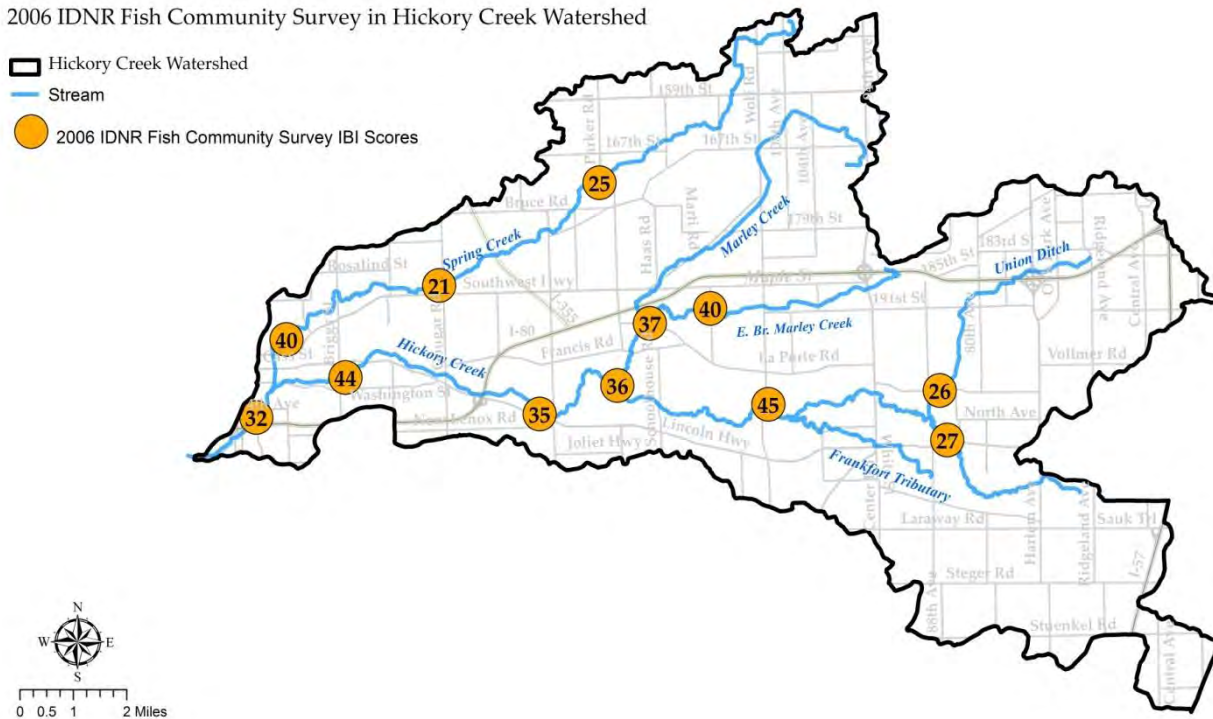 2006 IDNR Fish Community Survey in Hickory Creek Watershed
Hickory Creek Watershed
Stream
2006 IDNR Fish Community Survey IBI Scores
159th St
Wolf Rd
Parker Rd
167th St
167th St
104th Ave
25
Bruce Rd
Haas Rd
Marley Creek
179th St
Spring Creek
Rosalind St
183rd St
185th St
Union Ditch
Ridgeland Ave
Central Ave
21
Southwest Hwy
Maple St
I-355
191st St
40
37
40
I-80
E. Br. Marley Creek
80th Ave
Francis Rd
La Porte Rd
Vollmer Rd
Hickory Creek
44
36
26
Washington St
45
32
35
North Ave
New Lenox Rd
Lincoln Hwy
Joliet Hwy
27
Frankfort Tributary
Laraway Rd
Harlem Ave
Ridgeland Ave
Sauk Trl
I-57
Steger Rd
88th Ave
Stuenkel Rd
Central Ave
N
W
E
S
0 0.5 1 2 Miles